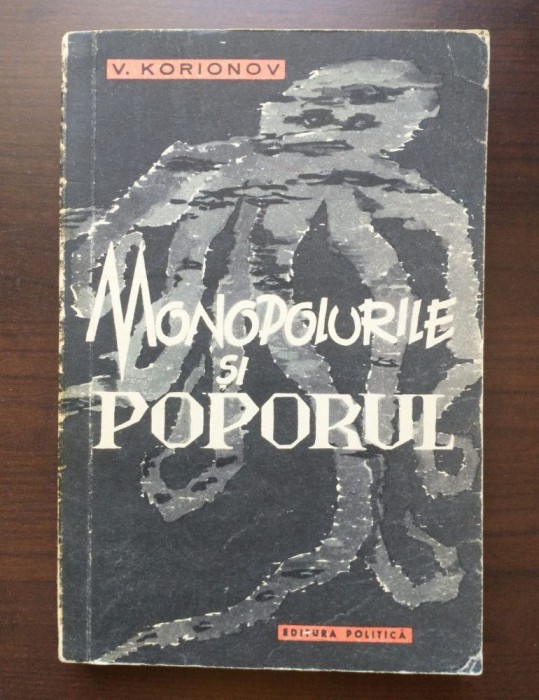 V. KORIONOV
MONOPOLURILE
ȘI
POPORUL
EDITURA POLITICĂ